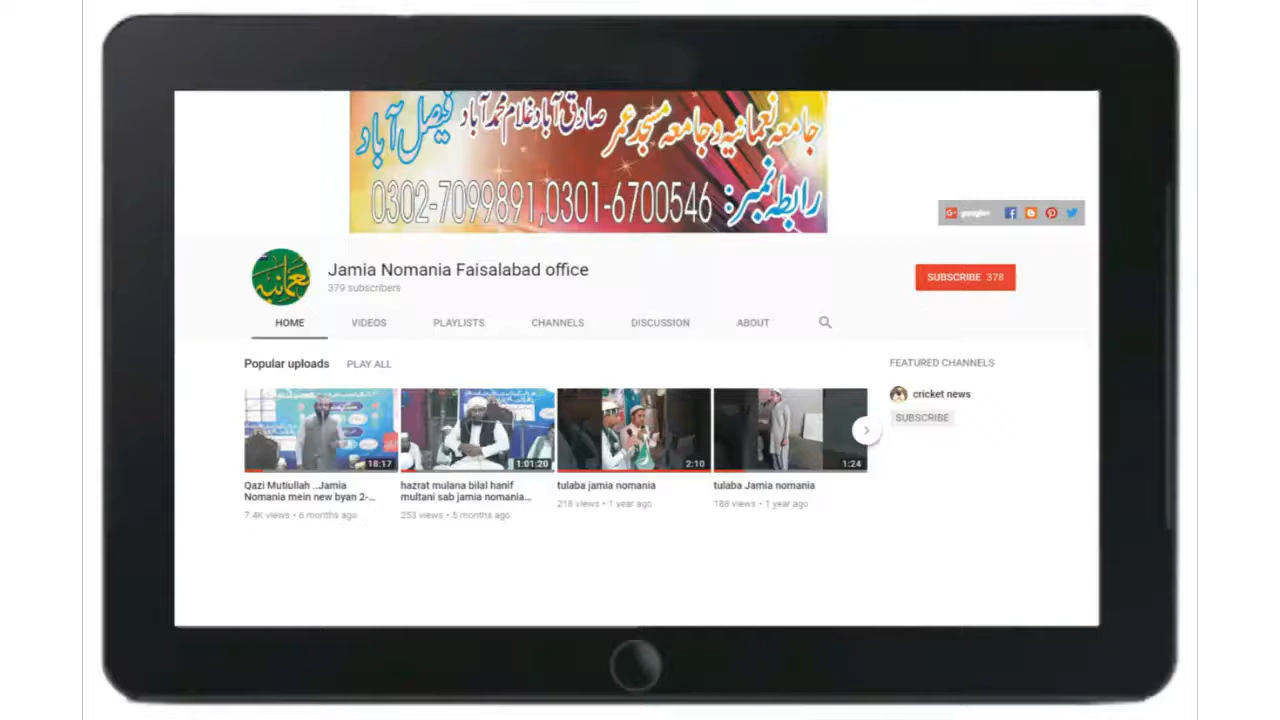 جامعہ نعمانیہ و جامعہ مسجد عمر صادق آباد غلام محمد آباد فیصل آباد
رابطہ نمبر: 0302-7099891,0301-6700546
Jamia Nomania Faisalabad office
379 subscribers
SUBSCRIBE 378
HOME VIDEOS PLAYLISTS CHANNELS DISCUSSION ABOUT
Popular uploads PLAY ALL
18:17 1:01:20 2:10 1:24
Qazi Mutiullah ..Jamia
Nomania mein new byan 2-...
7.4K views • 6 months ago
hazrat mulana bilal hanif
multani sab jamia nomania...
253 views • 5 months ago
tulaba jamia nomania
218 views • 1 year ago
tulaba Jamia nomania
188 views • 1 year ago
FEATURED CHANNELS
cricket news
SUBSCRIBE